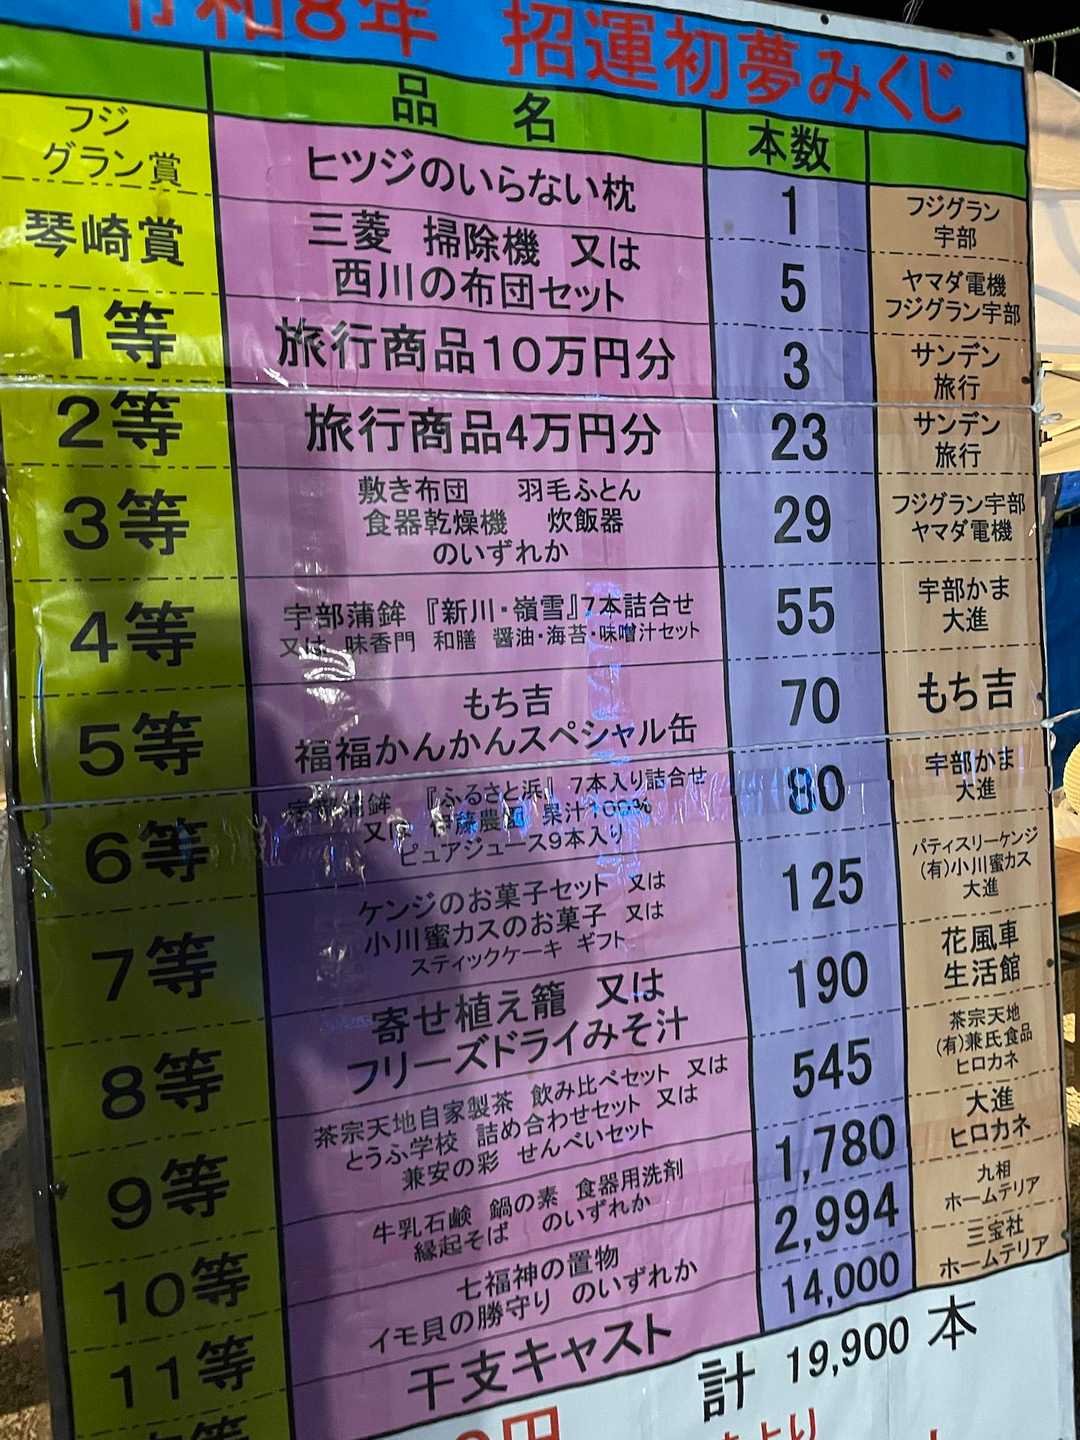 令和8年 招運初夢みくじ
品名 本数
フジ
グラン賞 ヒツジのいらない枕 1 フジグラン
宇部
琴崎賞 三菱 掃除機 又は
西川の布団セット 5 ヤマダ電機
フジグラン宇部
1等 旅行商品10万円分 3 サンデン
旅行
2等 旅行商品4万円分 23 サンデン
旅行
3等 敷き布団 羽毛ふとん
食器乾燥機 炊飯器
のいずれか 29 フジグラン宇部
ヤマダ電機
4等 宇部蒲鉾『新川・嶺雪』7本詰合せ
又は 味香門 和膳 醤油・海苔・味噌汁セット 55 宇部かま
大進
5等 もち吉
福福かんかんスペシャル缶 70 もち吉
6等 宇部蒲鉾 『ふるさと浜』 7本入り詰合せ
又は 伊藤農園 果汁100%
ピュアジュース9本入り 80 宇部かま
大進
7等 ケンジのお菓子セット 又は
小川蜜カスのお菓子 又は
スティックケーキ ギフト 125 パティスリーケンジ
(有)小川蜜カス
大進
8等 寄せ植え籠 又は
フリーズドライみそ汁 190 花風車
生活館
9等 茶宗天地自家製茶 飲み比べセット 又は
とうふ学校 詰め合わせセット 又は
兼安の彩 せんべいセット 545 茶宗天地
(有)兼氏食品
ヒロカネ
10等 牛乳石鹸 鍋の素 食器用洗剤
縁起そば のいずれか 1,780 大進
ヒロカネ
11等 七福神の置物
イモ貝の勝守り のいずれか 2,994 九相
ホームテリア
干支キャスト 14,000 三宝社
ホームテリア
計 19,900 本
円
より